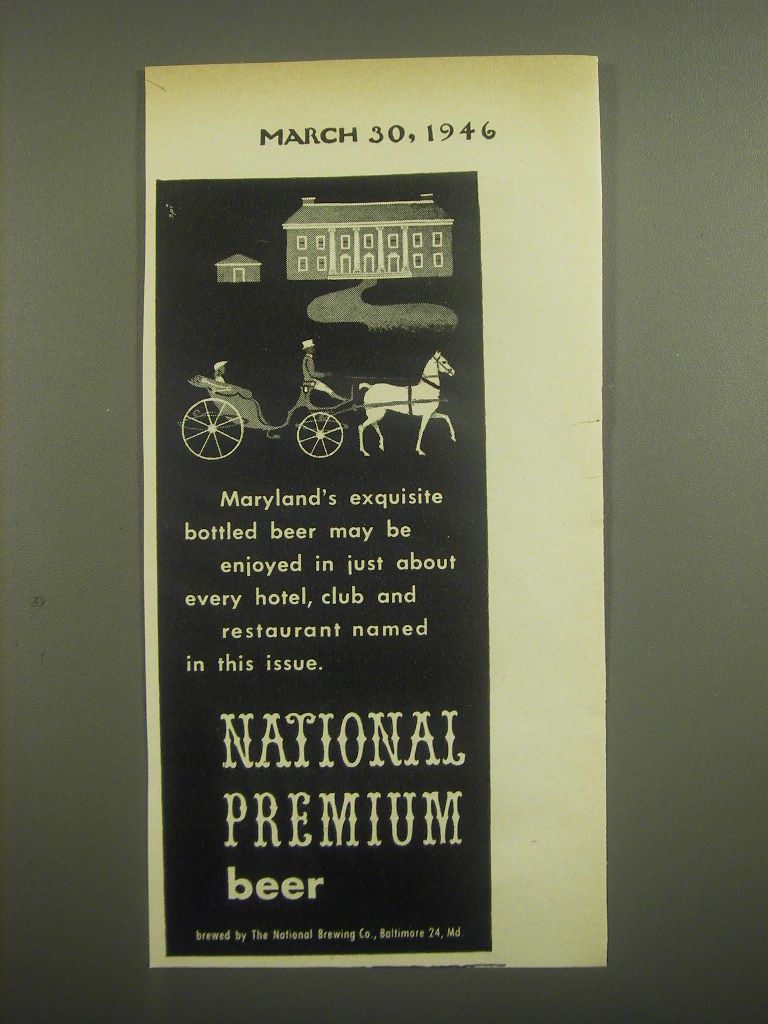 MARCH 30, 1946
Maryland's exquisite
bottled beer may be
enjoyed in just about
every hotel, club and
restaurant named
in this issue.
NATIONAL
PREMIUM
beer
brewed by The National Brewing Co., Baltimore 24, Md.